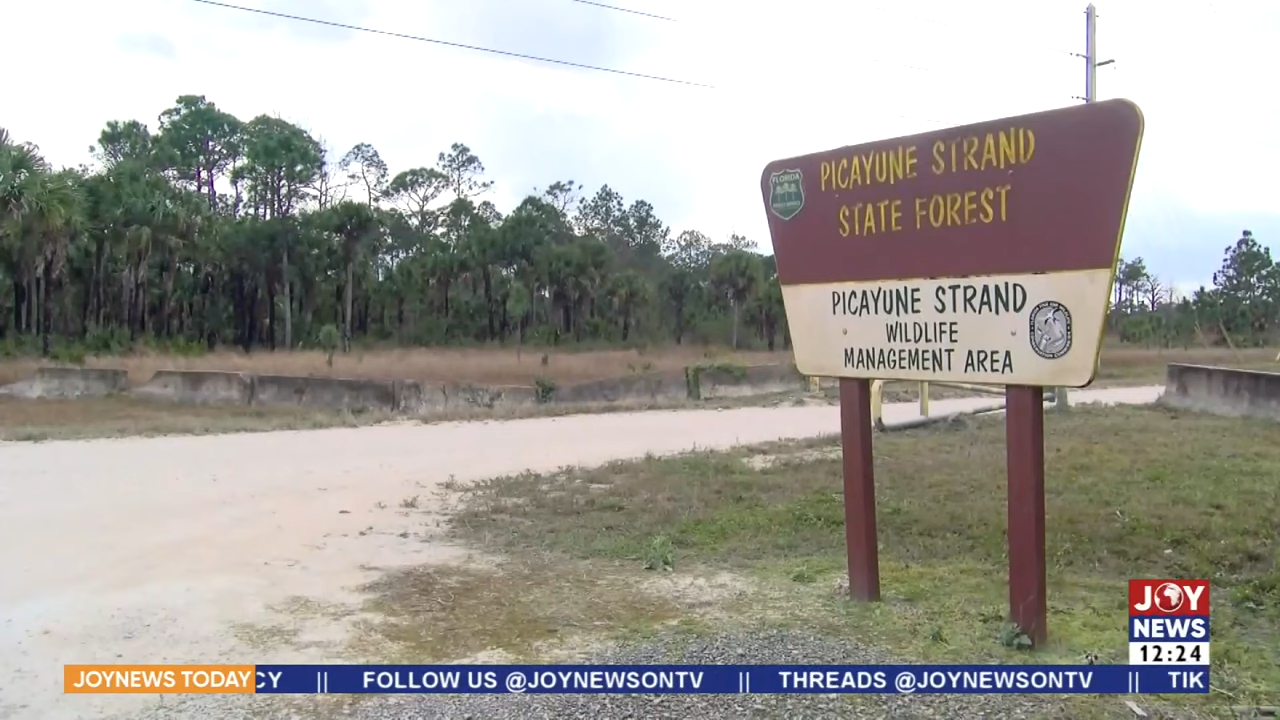 PICAYUNE STRAND
STATE FOREST
FLORIDA
PICAYUNE STRAND
WILDLIFE
MANAGEMENT AREA
JOY
NEWS
12:24
JOYNEWS TODAY
CY || FOLLOW US @JOYNEWSONTV || THREADS @JOYNEWSONTV || TIK